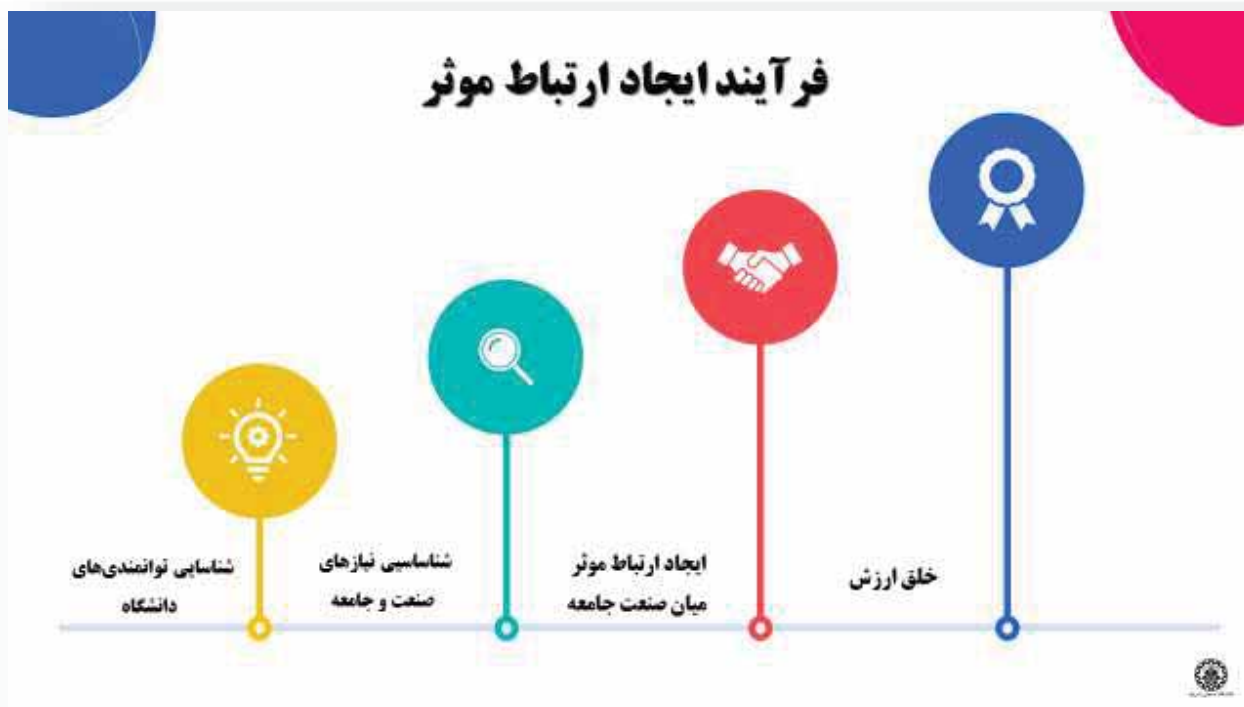 فرآیند ایجاد ارتباط موثر
شناسایی توانمندی‌های
دانشگاه
شناساسیی نیازهای
صنعت و جامعه
ایجاد ارتباط موثر
میان صنعت جامعه
خلق ارزش